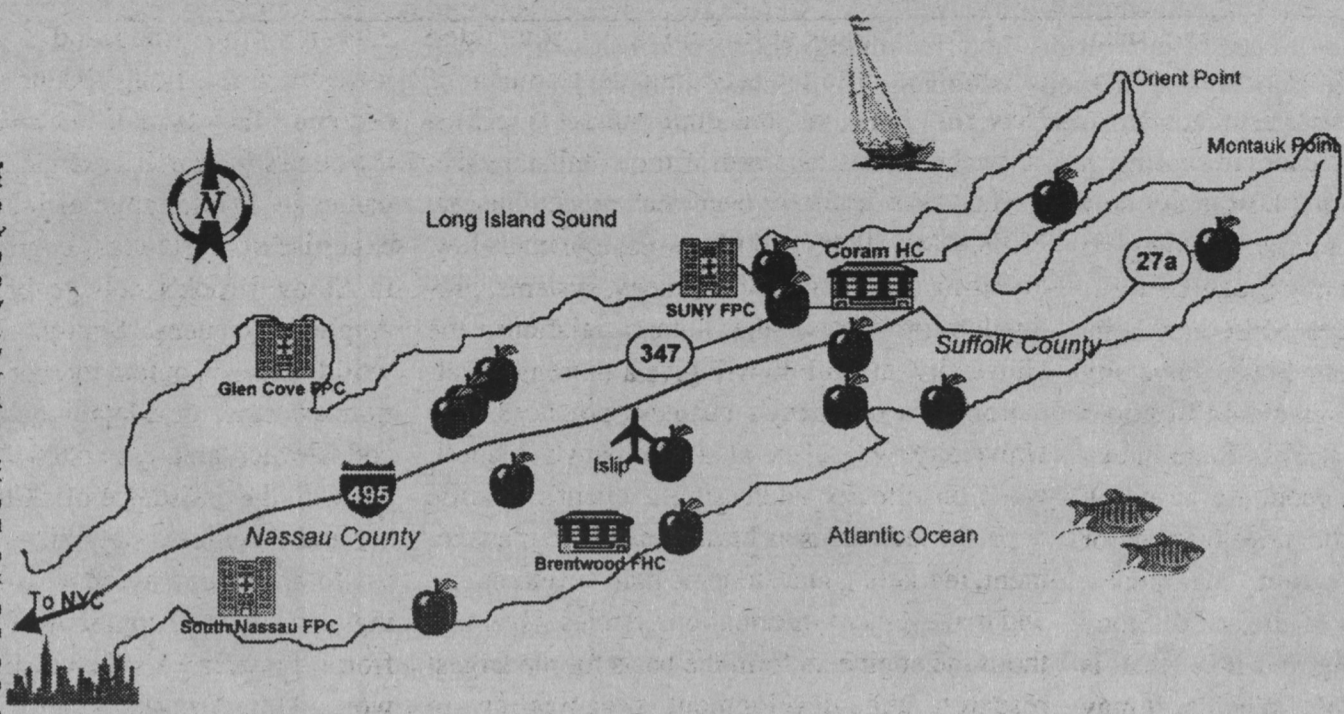 Orient Point
Montauk Point
N
Long Island Sound
Coram HC
27a
SUNY FPC
347
Suffolk County
Glen Cove FPC
Islip
495
Nassau County
Brentwood FHC
Atlantic Ocean
To NYC
South Nassau FPC